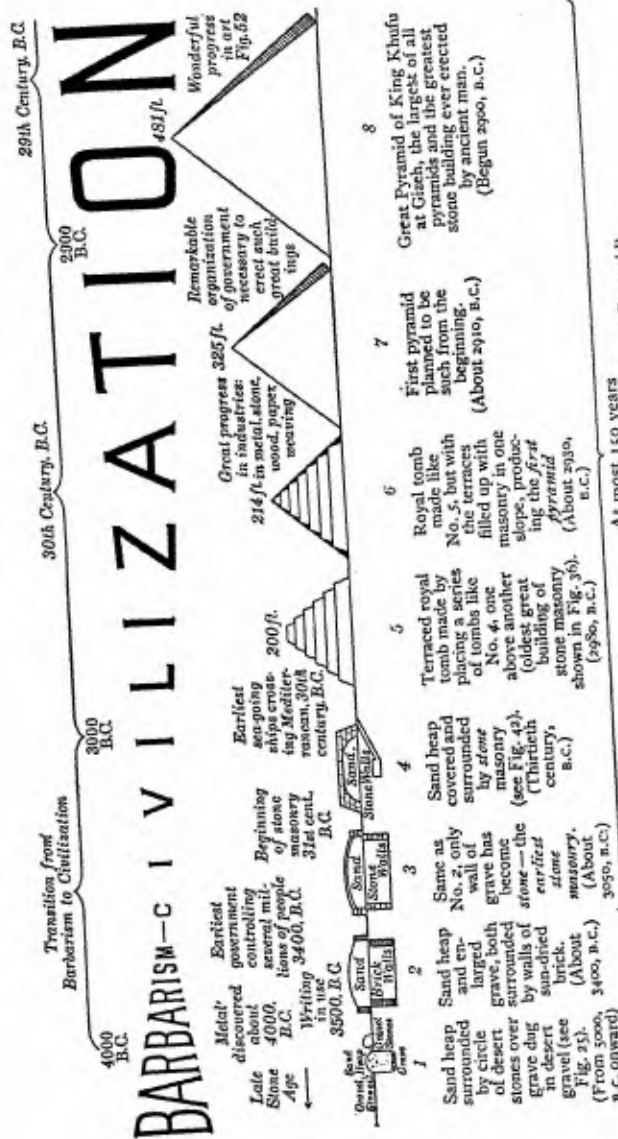 Transition from
Barbarism to Civilization
30th Century, B.C.
29th Century, B.C.
4000
B.C.
3000
B.C.
2900
B.C.
BARBARISM—CIVILIZATION
Late
Stone
Age
Metal
discovered
about
4000,
B.C.
Writing
in use
3500, B.C.
Earliest
government
controlling
several mil-
lions of people
3400, B.C.
Beginning
of stone
masonry
31st cent.,
B.C.
Earliest
sea-going
ships cross-
ing Mediter-
ranean, 30th
century, B.C.
200 ft.
Great progress
in industries:
in metal, stone,
wood, paper,
weaving
214 ft.
325 ft.
Remarkable
organization
of government
necessary to
erect such
great build-
ings
481 ft.
Wonderful
progress
in art
Fig. 52
Sand
Brick
Walls
Sand
Stone
Walls
Sand
Stone Walls
1
Sand heap
surrounded
by circle
of desert
stones over
grave dug
in desert
gravel (see
Fig. 25).
(From 5000,
B.C. onward)
2
Sand heap
and en-
larged
grave, both
surrounded
by walls of
sun-dried
brick.
(About
3400, B.C.)
3
Same as
No. 2, only
wall of
grave has
become
stone—the
earliest
stone
masonry.
(About
3050, B.C.)
4
Sand heap
covered and
surrounded
by stone
masonry
(see Fig. 42).
(Thirtieth
century,
B.C.)
5
Terraced royal
tomb made by
placing a series
of tombs like
No. 4, one
above another
(oldest great
building of
stone masonry
shown in Fig. 36).
(2980, B.C.)
6
Royal tomb
made like
No. 5, but with
the terraces
filled up with
masonry in one
slope, produc-
ing the first
pyramid
(About 2930,
B.C.)
7
First pyramid
planned to be
such from the
beginning.
(About 2910, B.C.)
8
Great Pyramid of King Khufu
at Gizeh, the largest of all
pyramids and the greatest
stone building ever erected
by ancient man.
(Begun 2900, B.C.)
At most 150 years